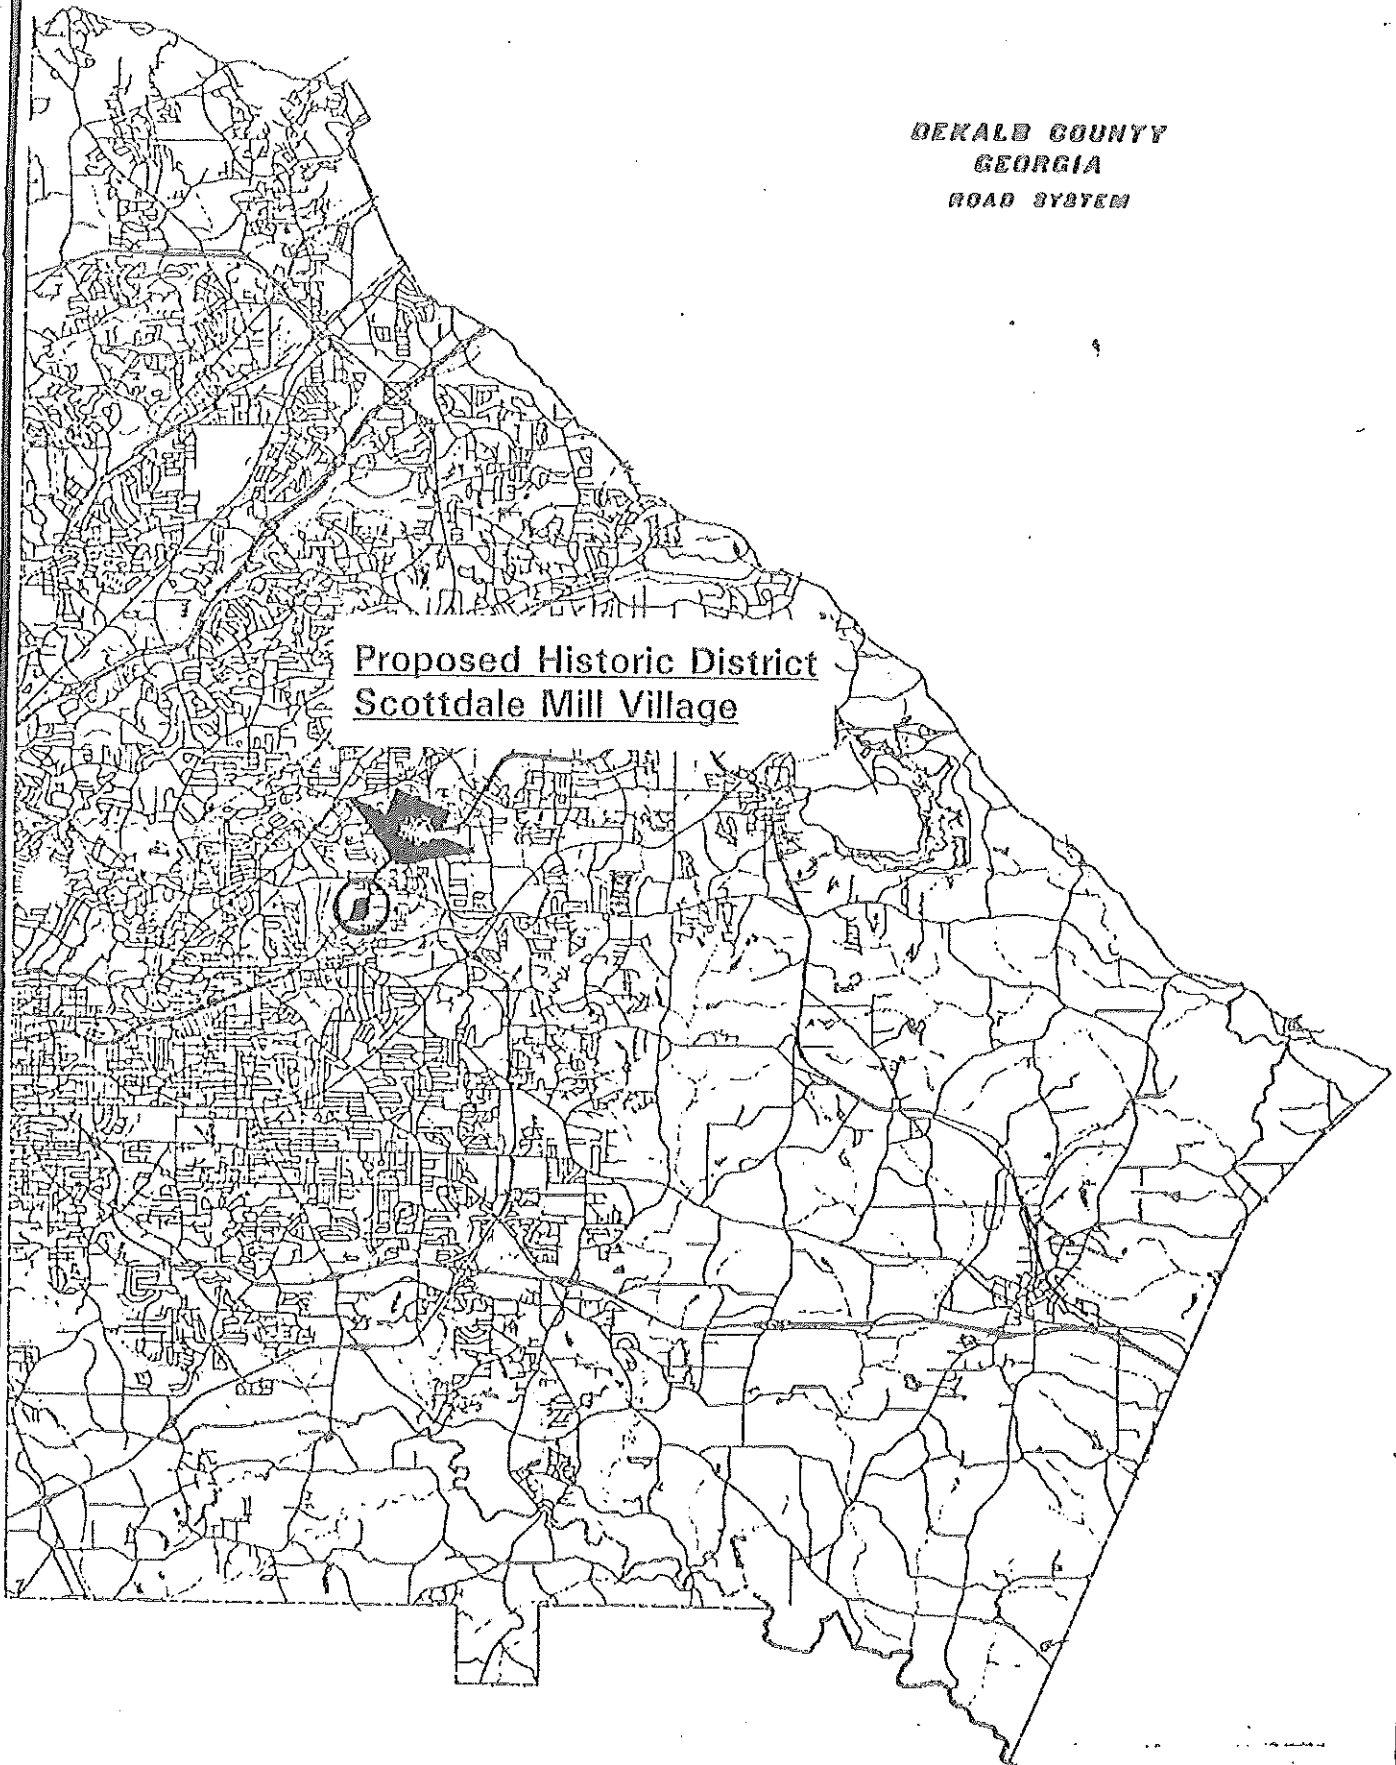 DEKALB COUNTY
GEORGIA
ROAD SYSTEM
Proposed Historic District
Scottdale Mill Village